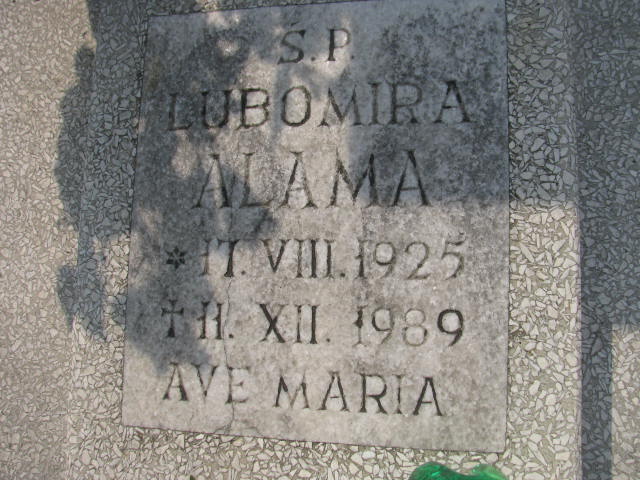 Ś.P.
LUBOMIRA
ALAMA
* 17. VIII. 1925
† 11. XII. 1989
AVE MARIA